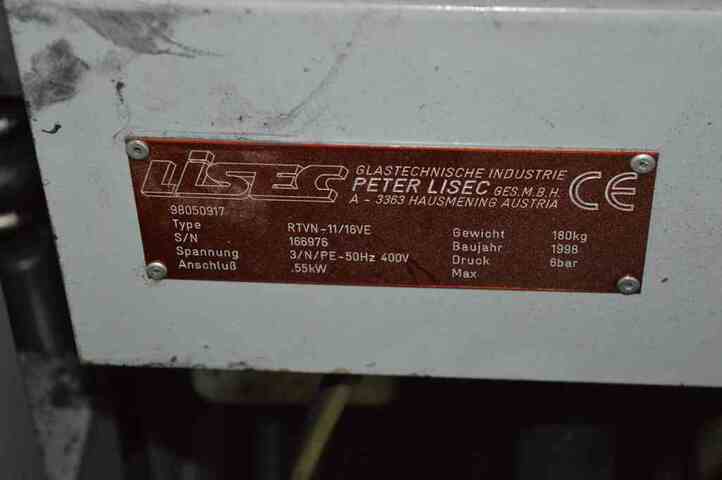 LISEC
GLASTECHNISCHE INDUSTRIE
PETER LISEC GES.M.B.H.
A - 3363 HAUSMENING AUSTRIA
CE
98050917
Type RTVN-11/16VE
S/N 166976
Spannung 3/N/PE-50Hz 400V
Anschluß .55kW
Gewicht 180kg
Baujahr 1998
Druck 6bar
Max